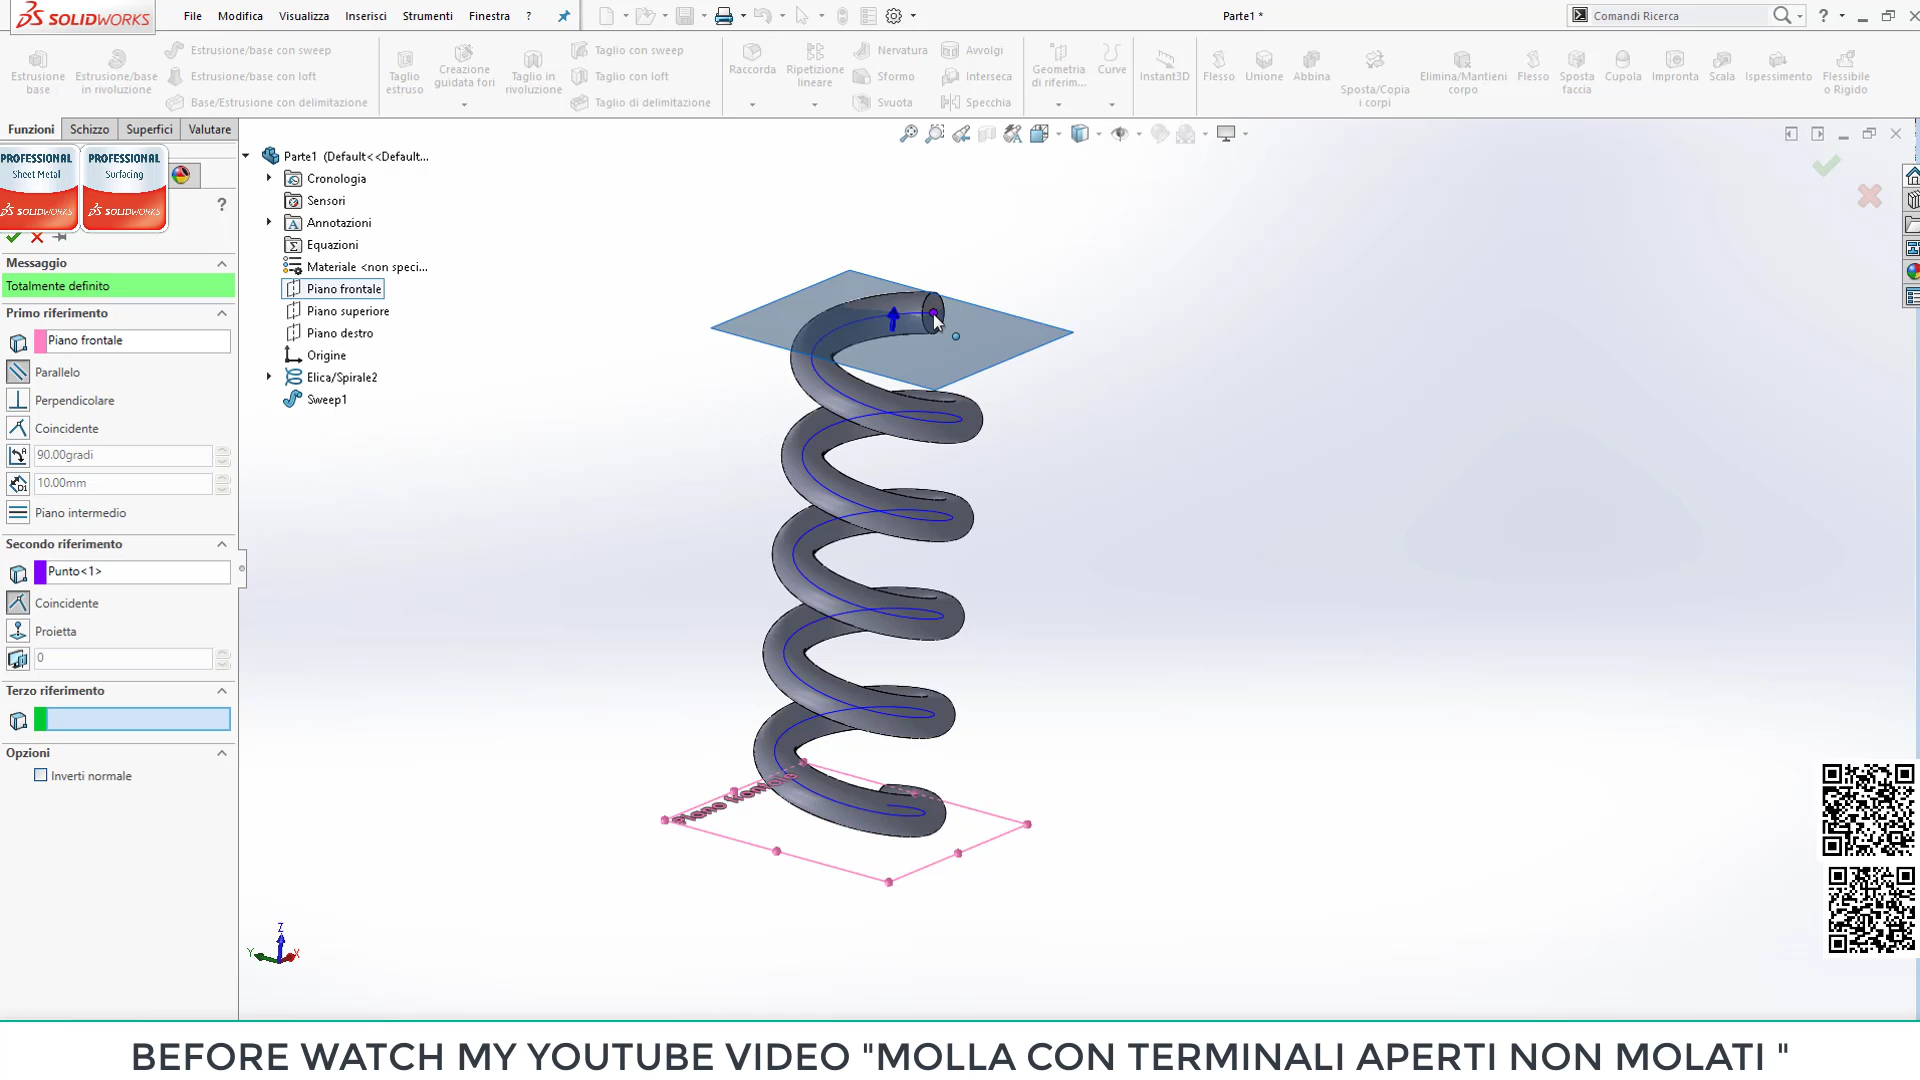 SOLIDWORKS
File Modifica Visualizza Inserisci Strumenti Finestra ?
Parte1 *
Comandi Ricerca
?
Estrusione base
Estrusione/base in rivoluzione
Estrusione/base con sweep
Estrusione/base con loft
Base/Estrusione con delimitazione
Taglio estruso
Creazione guidata fori
Taglio in rivoluzione
Taglio con sweep
Taglio con loft
Taglio di delimitazione
Raccorda
Ripetizione lineare
Nervatura
Sformo
Svuota
Avvolgi
Interseca
Specchia
Geometria di riferim...
Curve
Instant3D
Flesso
Unione
Abbina
Sposta/Copia i corpi
Elimina/Mantieni corpo
Flesso
Sposta faccia
Cupola
Impronta
Scala
Ispessimento
Flessibile o Rigido
Funzioni Schizzo Superfici Valutare
PROFESSIONAL
Sheet Metal
SOLIDWORKS
PROFESSIONAL
Surfacing
SOLIDWORKS
?
Messaggio
Totalmente definito
Primo riferimento
Piano frontale
Parallelo
Perpendicolare
Coincidente
90.00gradi
10.00mm
Piano intermedio
Secondo riferimento
Punto<1>
Coincidente
Proietta
0
Terzo riferimento
Opzioni
Inverti normale
Parte1 (Default<<Default...
Cronologia
Sensori
Annotazioni
Equazioni
Materiale <non speci...
Piano frontale
Piano superiore
Piano destro
Origine
Elica/Spirale2
Sweep1
Piano frontale
Z
Y
X
BEFORE WATCH MY YOUTUBE VIDEO "MOLLA CON TERMINALI APERTI NON MOLATI "